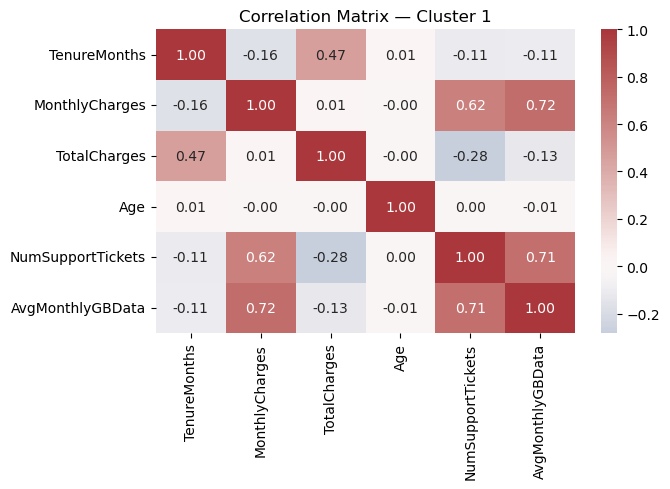 Correlation Matrix — Cluster 1
TenureMonths 1.00 -0.16 0.47 0.01 -0.11 -0.11
MonthlyCharges -0.16 1.00 0.01 -0.00 0.62 0.72
TotalCharges 0.47 0.01 1.00 -0.00 -0.28 -0.13
Age 0.01 -0.00 -0.00 1.00 0.00 -0.01
NumSupportTickets -0.11 0.62 -0.28 0.00 1.00 0.71
AvgMonthlyGBData -0.11 0.72 -0.13 -0.01 0.71 1.00
TenureMonths
MonthlyCharges
TotalCharges
Age
NumSupportTickets
AvgMonthlyGBData
1.0
0.8
0.6
0.4
0.2
0.0
−0.2